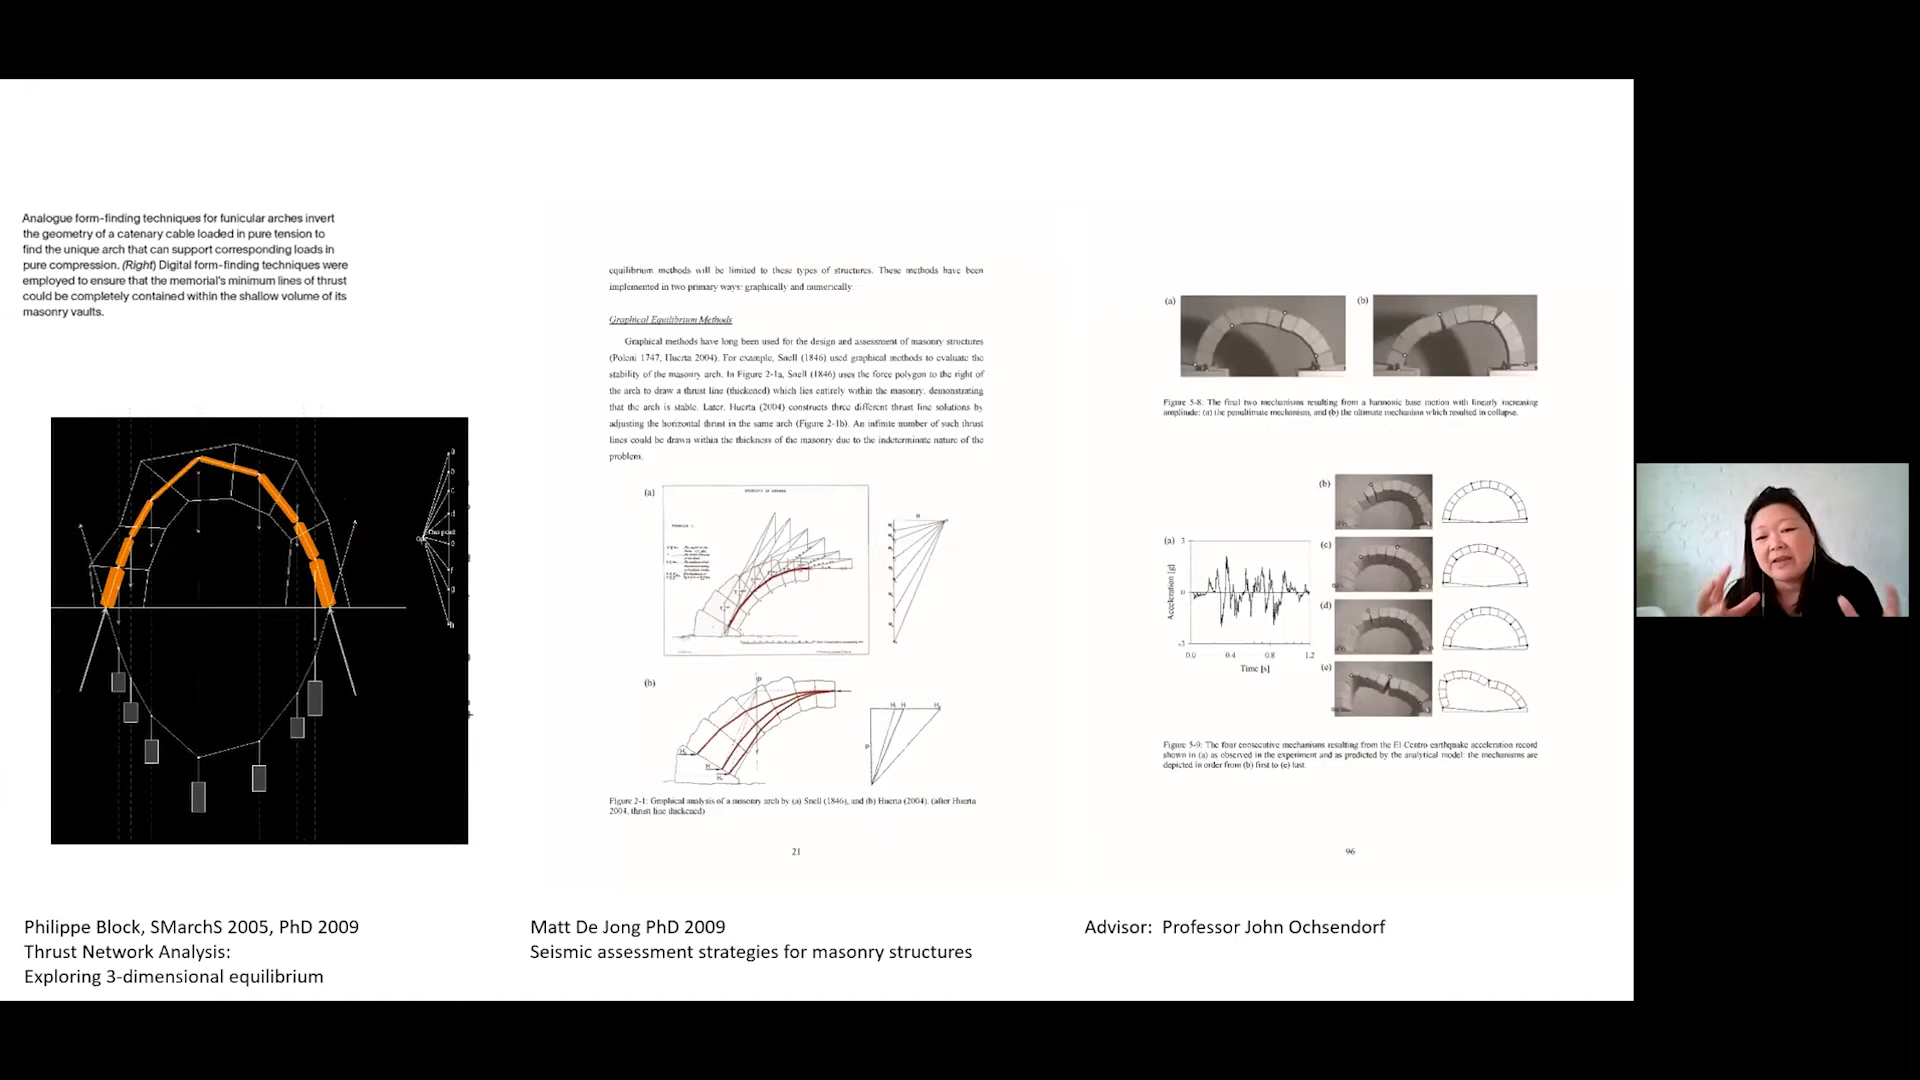 Analogue form-finding techniques for funicular arches invert
the geometry of a catenary cable loaded in pure tension to
find the unique arch that can support corresponding loads in
pure compression. (Right) Digital form-finding techniques were
employed to ensure that the memorial's minimum lines of thrust
could be completely contained within the shallow volume of its
masonry vaults.
Philippe Block, SMarchS 2005, PhD 2009
Thrust Network Analysis:
Exploring 3-dimensional equilibrium
equilibrium methods will be limited to these types of structures. These methods have been
implemented in two primary ways: graphically and numerically.
Graphical Equilibrium Methods
Graphical methods have long been used for the design and assessment of masonry structures
(Poleni 1747, Huerta 2004). For example, Snell (1846) used graphical methods to evaluate the
stability of the masonry arch. In Figure 2-1a, Snell (1846) uses the force polygon to the right of
the arch to draw a thrust line (thickened) which lies entirely within the masonry, demonstrating
that the arch is stable. Later, Huerta (2004) constructs three different thrust line solutions by
adjusting the horizontal thrust in the same arch (Figure 2-1b). An infinite number of such thrust
lines could be drawn within the thickness of the masonry due to the indeterminate nature of the
problem.
(a)
(b)
Figure 2-1: Graphical analysis of a masonry arch by (a) Snell (1846), and (b) Huerta (2004). (after Huerta
2004, thrust line thickened)
21
Matt De Jong PhD 2009
Seismic assessment strategies for masonry structures
(a) (b)
Figure 5-8: The final two mechanisms resulting from a harmonic base motion with linearly increasing
amplitude: (a) the penultimate mechanism, and (b) the ultimate mechanism which resulted in collapse.
(b)
(c)
(d)
(e)
(a)
3
0
-3
Acceleration [g]
0.0 0.4 0.8 1.2
Time [s]
Figure 5-9: The four consecutive mechanisms resulting from the El Centro earthquake acceleration record
shown in (a) as observed in the experiment and as predicted by the analytical model: the mechanisms are
depicted in order from (b) first to (e) last.
96
Advisor: Professor John Ochsendorf